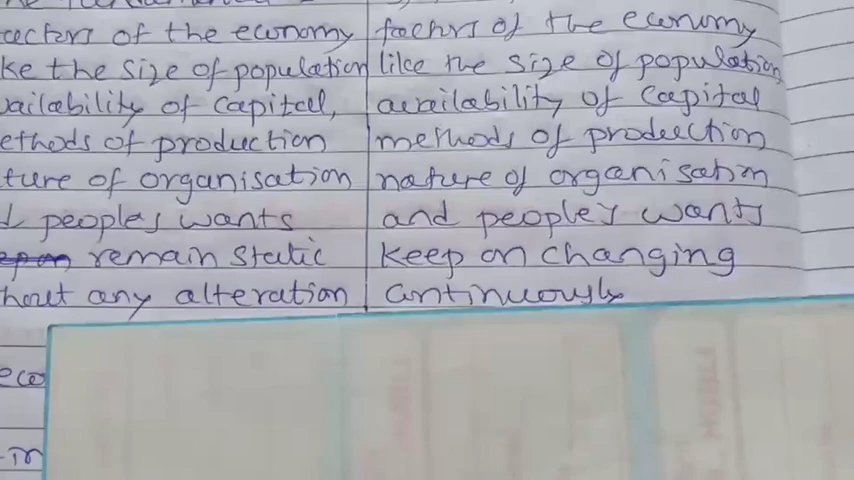 factors of the economy
like the size of population
availability of capital,
methods of production
nature of organisation
peoples wants
remain static
without any alteration
factors of the economy
like the size of population
availability of capital
methods of production
nature of organisation
and people's wants
keep on changing
continuously
eco